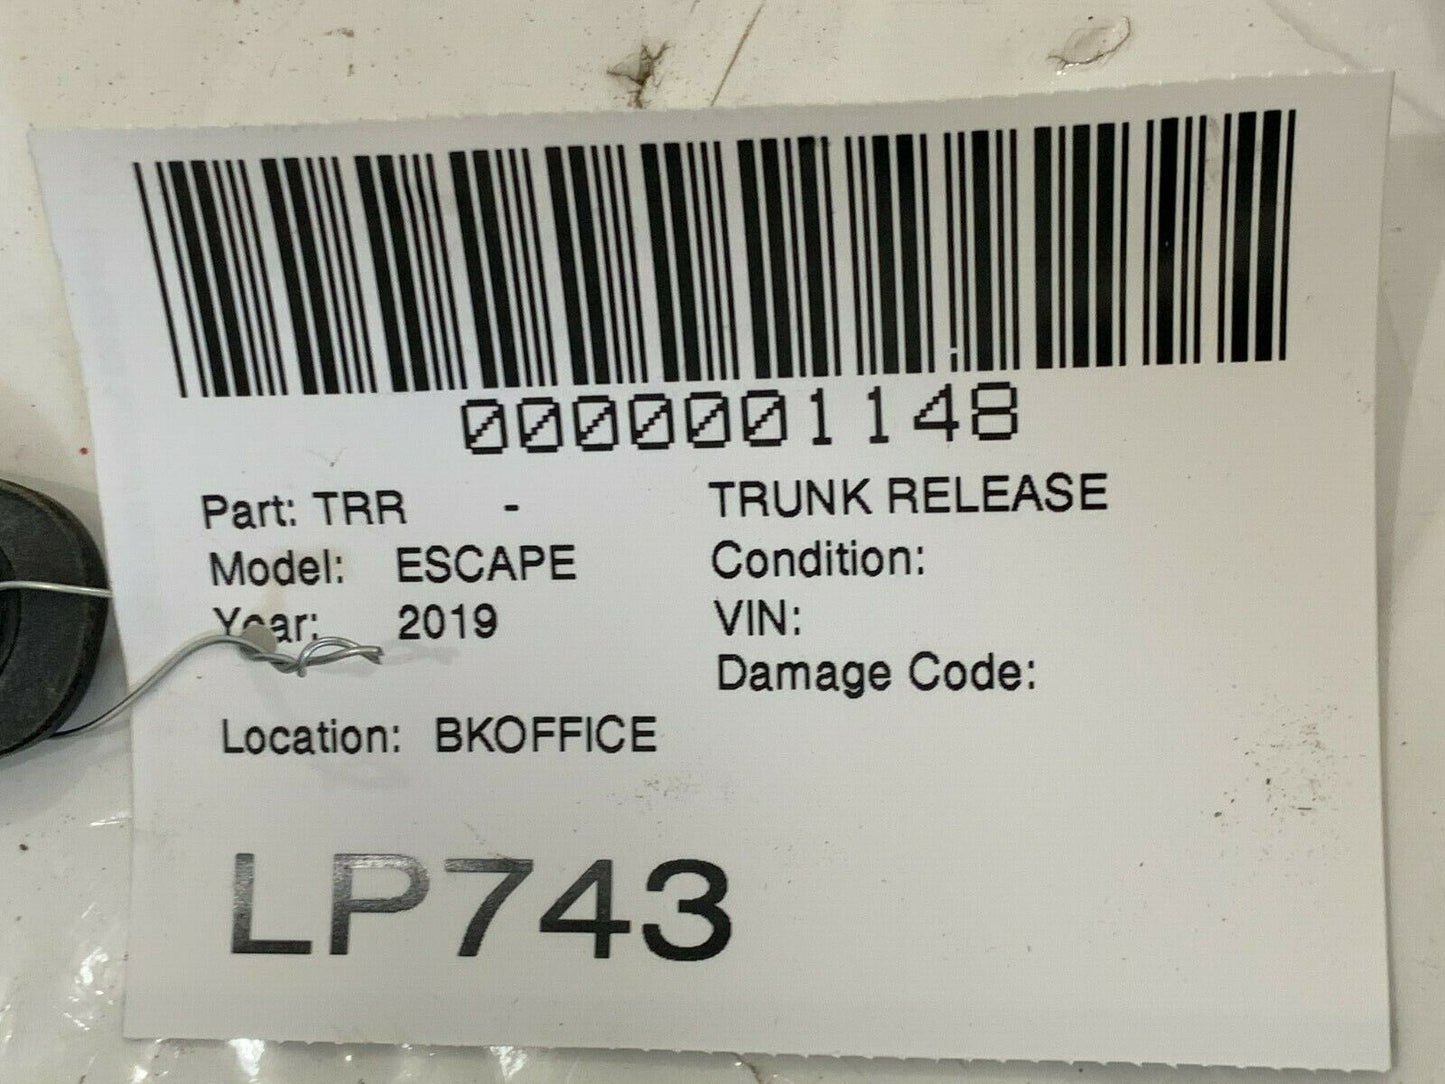 0000001148
Part: TRR - TRUNK RELEASE
Model: ESCAPE Condition:
Year: 2019 VIN:
Damage Code:
Location: BKOFFICE
LP743